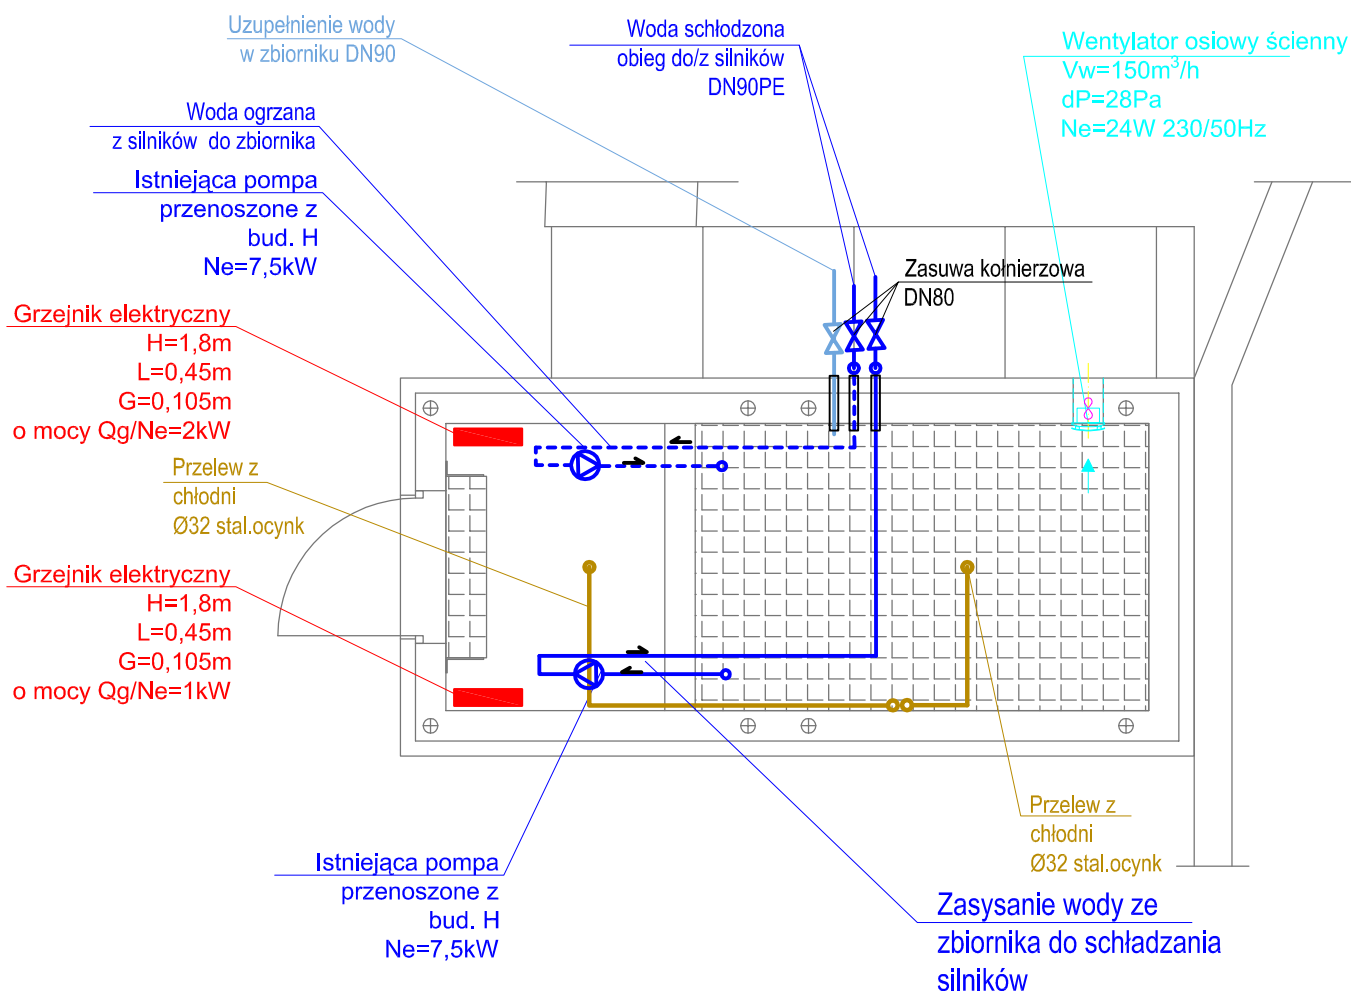 Uzupełnienie wody
w zbiorniku DN90
Woda schłodzona
obieg do/z silników
DN90PE
Wentylator osiowy ścienny
Vw=150m³/h
dP=28Pa
Ne=24W 230/50Hz
Woda ogrzana
z silników do zbiornika
Istniejąca pompa
przenoszone z
bud. H
Ne=7,5kW
Zasuwa kołnierzowa
DN80
Grzejnik elektryczny
H=1,8m
L=0,45m
G=0,105m
o mocy Qg/Ne=2kW
Przelew z
chłodni
Ø32 stal.ocynk
Grzejnik elektryczny
H=1,8m
L=0,45m
G=0,105m
o mocy Qg/Ne=1kW
Przelew z
chłodni
Ø32 stal.ocynk
Istniejąca pompa
przenoszone z
bud. H
Ne=7,5kW
Zasysanie wody ze
zbiornika do schładzania
silników